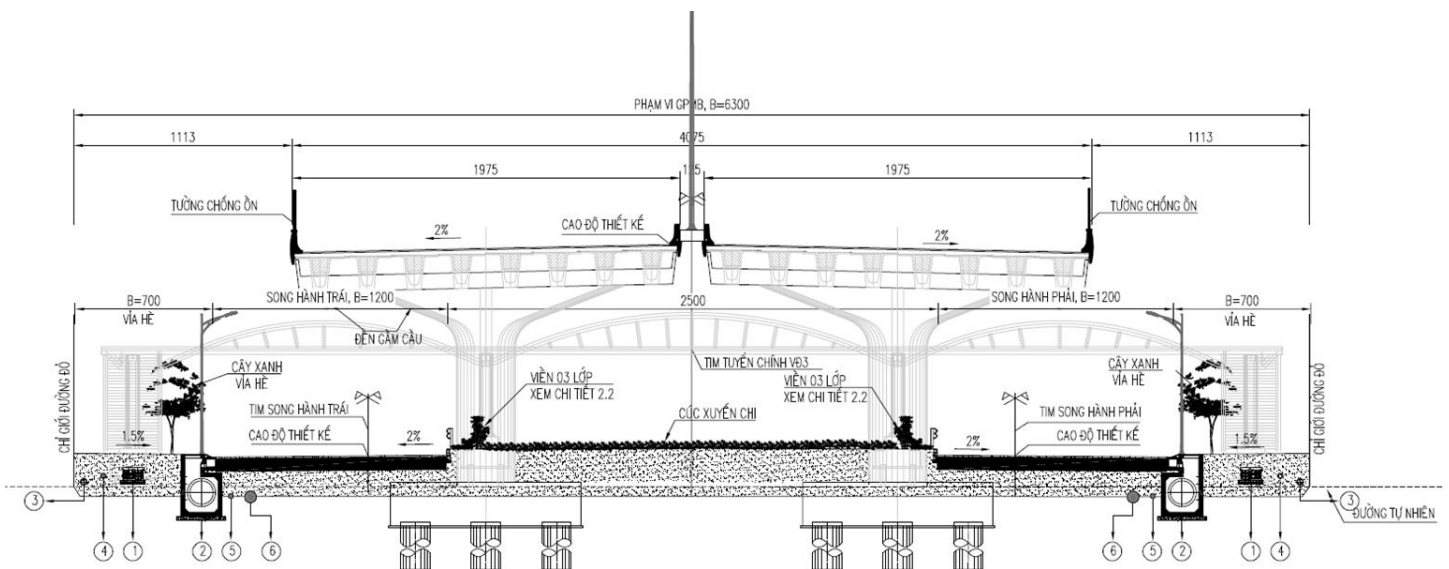 PHẠM VI GPMB, B=6300
1113
4075
1113
1975
125
1975
TƯỜNG CHỐNG ỒN
CAO ĐỘ THIẾT KẾ
TƯỜNG CHỐNG ỒN
2%
2%
B=700
VỈA HÈ
SONG HÀNH TRÁI, B=1200
2500
SONG HÀNH PHẢI, B=1200
B=700
VỈA HÈ
ĐÈN GẦM CẦU
TIM TUYẾN CHÍNH VĐ3
CÂY XANH
VỈA HÈ
VIỀN 03 LỚP
XEM CHI TIẾT 2.2
VIỀN 03 LỚP
XEM CHI TIẾT 2.2
CÂY XANH
VỈA HÈ
CHỈ GIỚI ĐƯỜNG ĐỎ
TIM SONG HÀNH TRÁI
CÚC XUYẾN CHI
TIM SONG HÀNH PHẢI
CHỈ GIỚI ĐƯỜNG ĐỎ
1.5%
CAO ĐỘ THIẾT KẾ
2%
2%
CAO ĐỘ THIẾT KẾ
1.5%
3
3
ĐƯỜNG TỰ NHIÊN
4
1
2
5
6
6
5
2
1
4